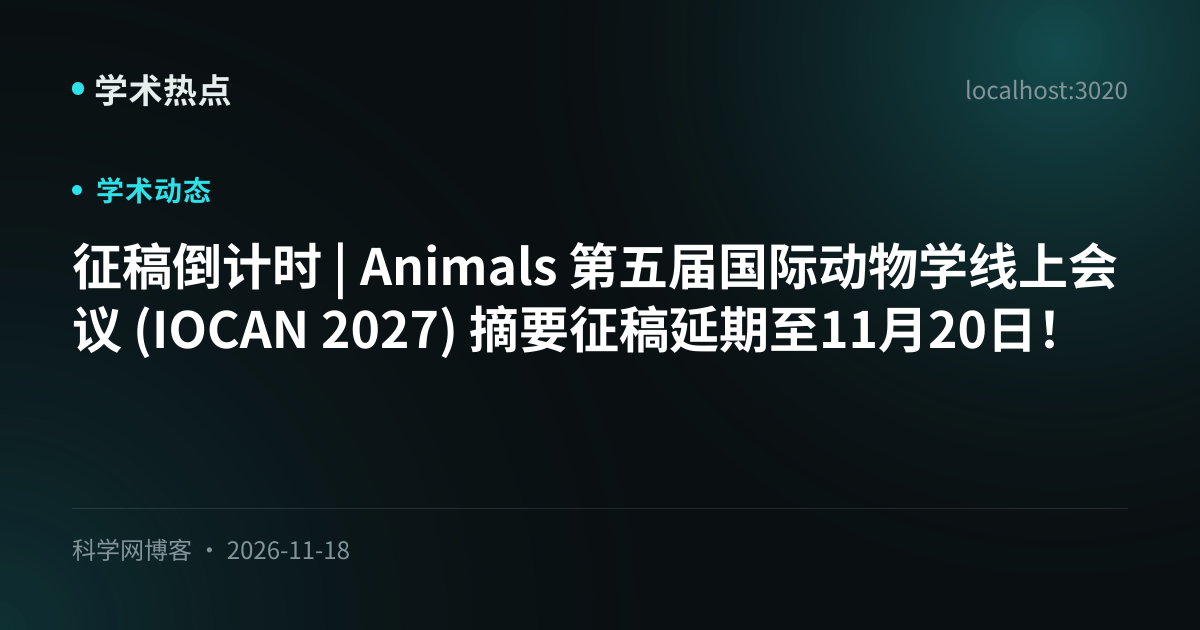 学术热点
localhost:3020
学术动态
征稿倒计时 | Animals 第五届国际动物学线上会
议 (IOCAN 2027) 摘要征稿延期至11月20日！
科学网博客 · 2026-11-18